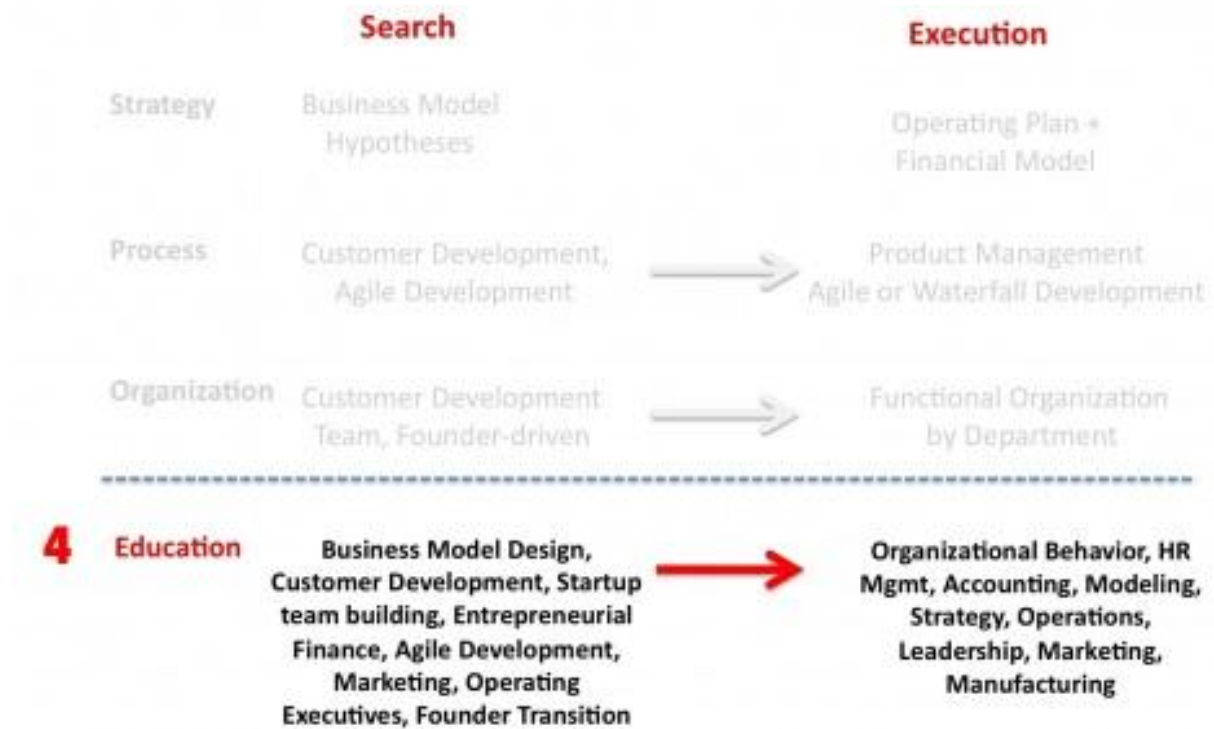 Search
Execution
Strategy
Business Model
Hypotheses
Operating Plan +
Financial Model
Process
Customer Development,
Agile Development
Product Management
Agile or Waterfall Development
Organization
Customer Development
Team, Founder-driven
Functional Organization
by Department
4
Education
Business Model Design,
Customer Development, Startup
team building, Entrepreneurial
Finance, Agile Development,
Marketing, Operating
Executives, Founder Transition
Organizational Behavior, HR
Mgmt, Accounting, Modeling,
Strategy, Operations,
Leadership, Marketing,
Manufacturing